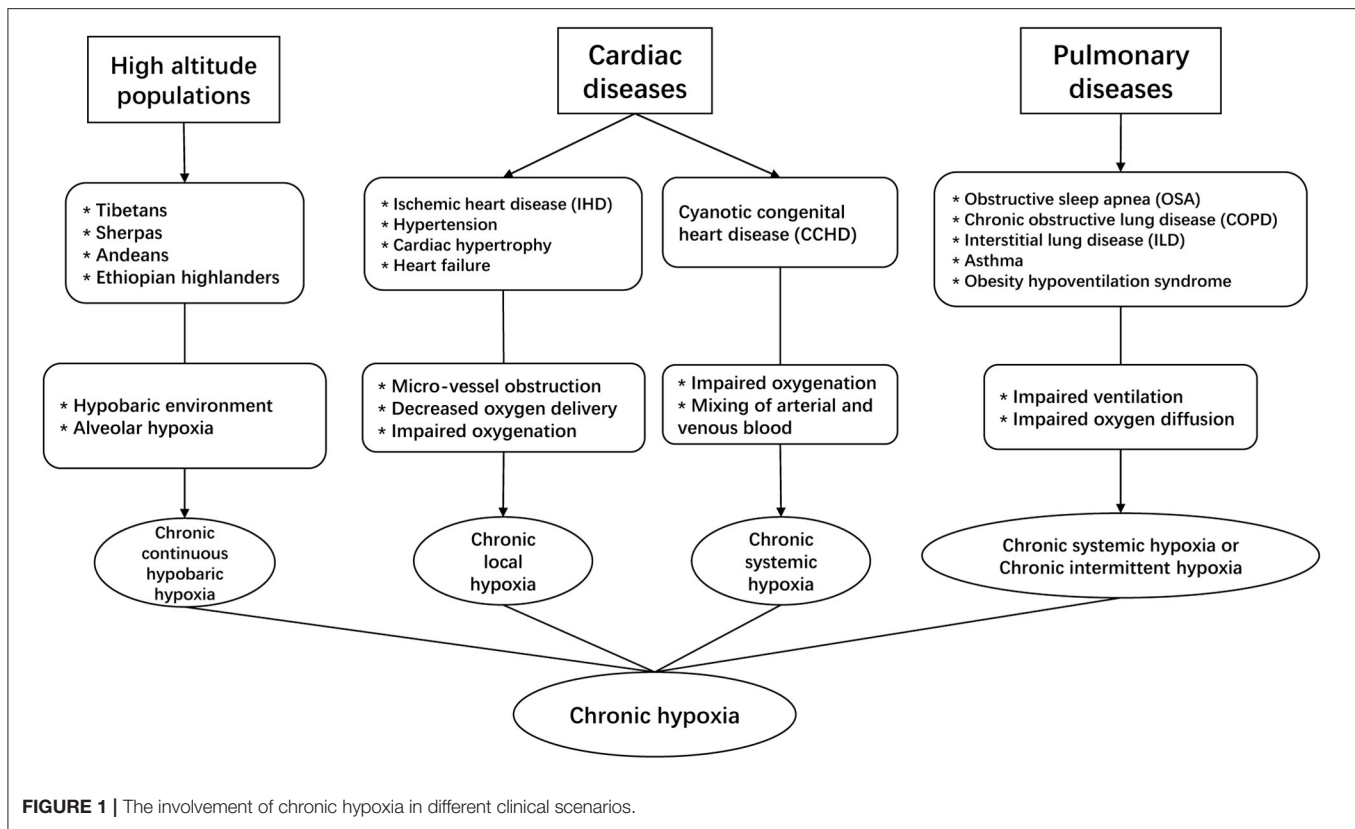 High altitude
populations
Cardiac
diseases
Pulmonary
diseases
* Tibetans
* Sherpas
* Andeans
* Ethiopian highlanders
* Ischemic heart disease (IHD)
* Hypertension
* Cardiac hypertrophy
* Heart failure
Cyanotic congenital
heart disease (CCHD)
* Obstructive sleep apnea (OSA)
* Chronic obstructive lung disease (COPD)
* Interstitial lung disease (ILD)
* Asthma
* Obesity hypoventilation syndrome
* Hypobaric environment
* Alveolar hypoxia
* Micro-vessel obstruction
* Decreased oxygen delivery
* Impaired oxygenation
* Impaired oxygenation
* Mixing of arterial and
venous blood
* Impaired ventilation
* Impaired oxygen diffusion
Chronic
continuous
hypobaric
hypoxia
Chronic
local
hypoxia
Chronic
systemic
hypoxia
Chronic systemic hypoxia or
Chronic intermittent hypoxia
Chronic hypoxia
FIGURE 1 | The involvement of chronic hypoxia in different clinical scenarios.